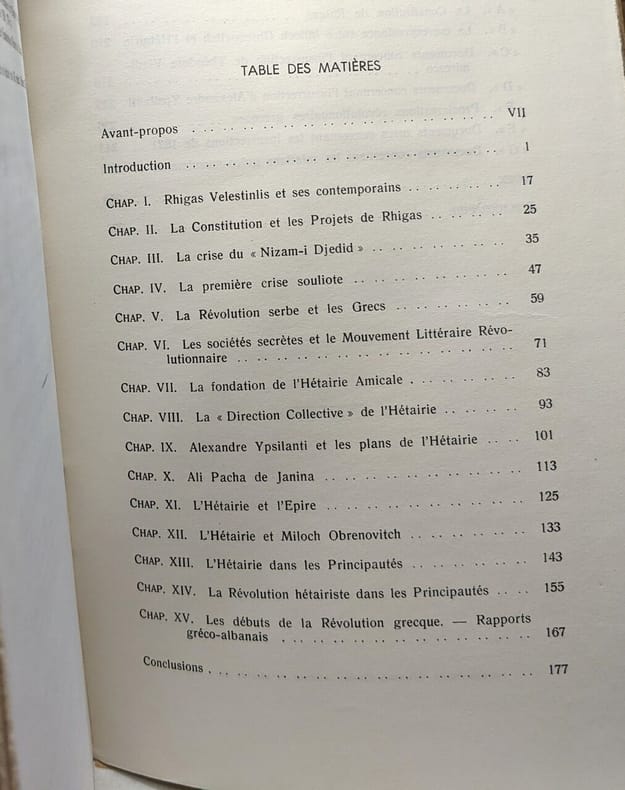 TABLE DES MATIÈRES
Avant-propos . . . . . . . . . . . . . . . . . . . . VII
Introduction . . . . . . . . . . . . . . . . . . . . 1
CHAP. I. Rhigas Velestinlis et ses contemporains . . . . . . . . 17
CHAP. II. La Constitution et les Projets de Rhigas . . . . . . . 25
CHAP. III. La crise du « Nizam-i Djedid » . . . . . . . . . . 35
CHAP. IV. La première crise souliote . . . . . . . . . . . . 47
CHAP. V. La Révolution serbe et les Grecs . . . . . . . . . . 59
CHAP. VI. Les sociétés secrètes et le Mouvement Littéraire Révo-
lutionnaire . . . . . . . . . . . . . . . . . . . . 71
CHAP. VII. La fondation de l'Hétairie Amicale . . . . . . . . . 83
CHAP. VIII. La « Direction Collective » de l'Hétairie . . . . . . . 93
CHAP. IX. Alexandre Ypsilanti et les plans de l'Hétairie . . . . 101
CHAP. X. Ali Pacha de Janina . . . . . . . . . . . . . . 113
CHAP. XI. L'Hétairie et l'Epire . . . . . . . . . . . . . . 125
CHAP. XII. L'Hétairie et Miloch Obrenovitch . . . . . . . . . 133
CHAP. XIII. L'Hétairie dans les Principautés . . . . . . . . . 143
CHAP. XIV. La Révolution hétairiste dans les Principautés . . . . 155
CHAP. XV. Les débuts de la Révolution grecque. — Rapports
gréco-albanais . . . . . . . . . . . . . . . . . . 167
Conclusions . . . . . . . . . . . . . . . . . . . . 177